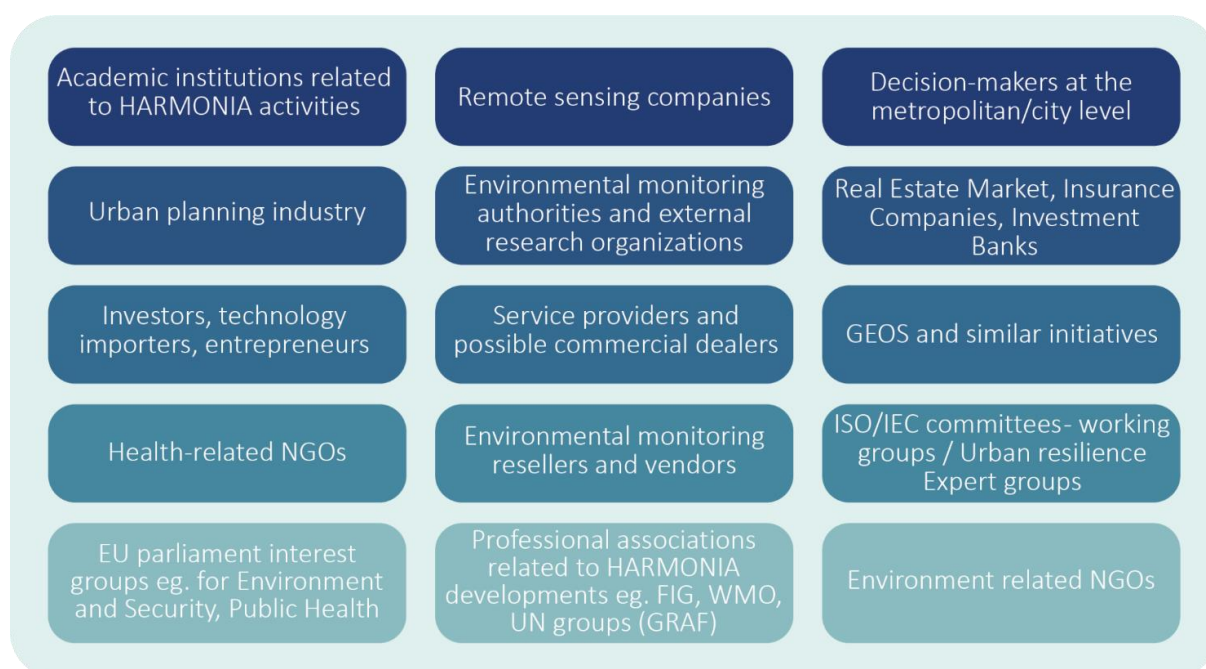 Academic institutions related
to HARMONIA activities
Remote sensing companies
Decision-makers at the
metropolitan/city level
Urban planning industry
Environmental monitoring
authorities and external
research organizations
Real Estate Market, Insurance
Companies, Investment
Banks
Investors, technology
importers, entrepreneurs
Service providers and
possible commercial dealers
GEOS and similar initiatives
Health-related NGOs
Environmental monitoring
resellers and vendors
ISO/IEC committees- working
groups / Urban resilience
Expert groups
EU parliament interest
groups eg. for Environment
and Security, Public Health
Professional associations
related to HARMONIA
developments eg. FIG, WMO,
UN groups (GRAF)
Environment related NGOs